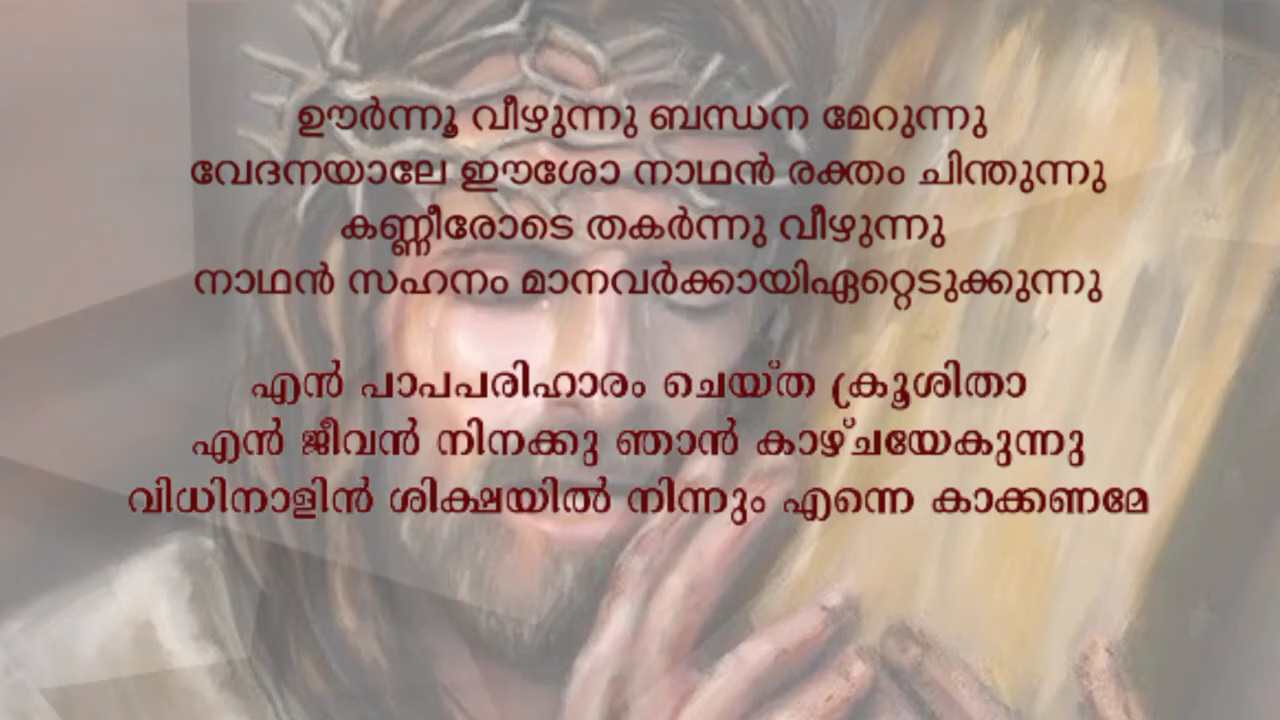 ഊർന്നൂ വീഴുന്നു ബന്ധന മേറുന്നു
വേദനയാലേ ഈശോ നാഥൻ രക്തം ചിന്തുന്നു
കണ്ണീരോടെ തകർന്നു വീഴുന്നു
നാഥൻ സഹനം മാനവർക്കായിഏറ്റെടുക്കുന്നു
എൻ പാപപരിഹാരം ചെയ്ത ക്രൂശിതാ
എൻ ജീവൻ നിനക്കു ഞാൻ കാഴ്ചയേകുന്നു
വിധിനാളിൻ ശിക്ഷയിൽ നിന്നും എന്നെ കാക്കണമേ